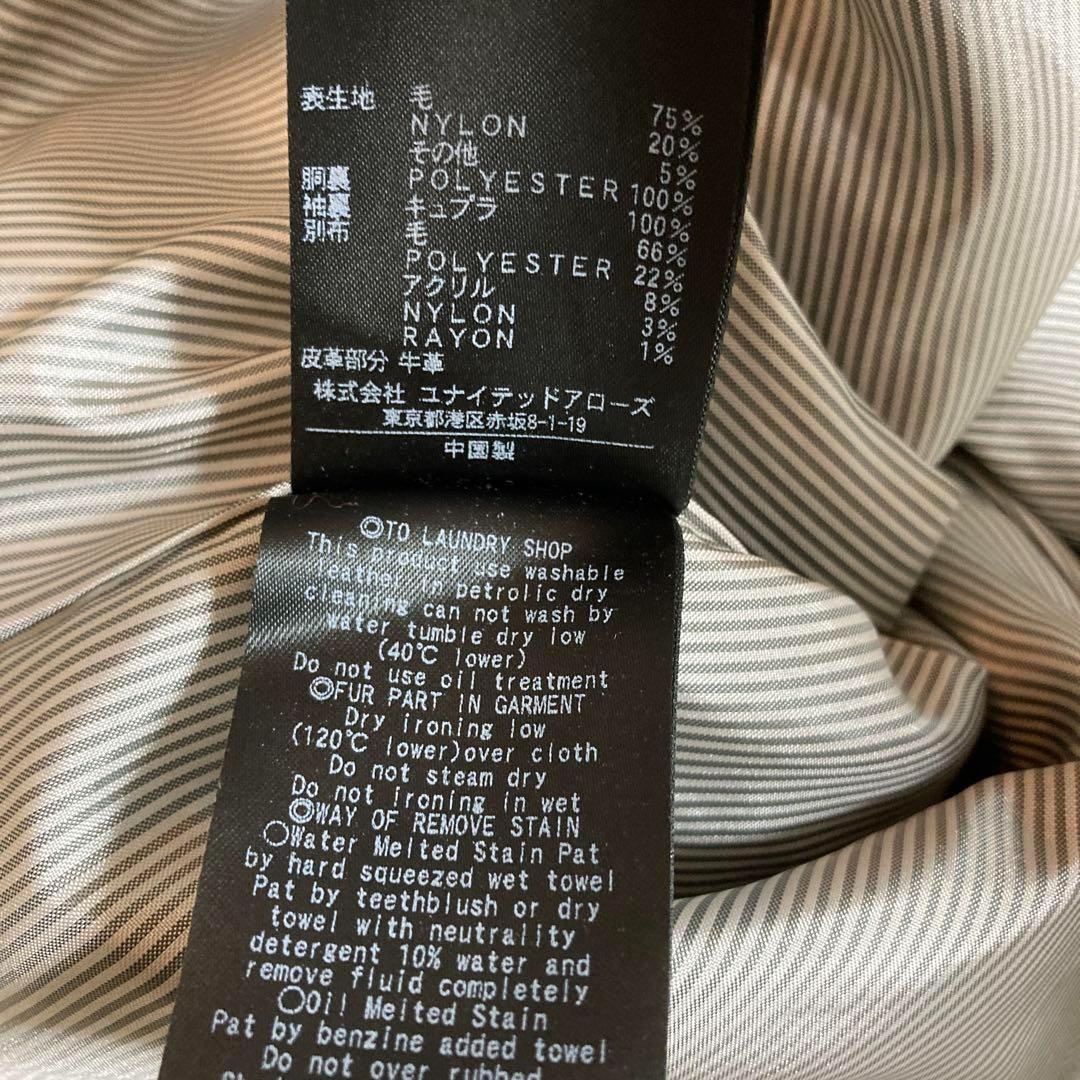 表生地 毛 75%
NYLON 20%
その他 5%
胴裏 POLYESTER 100%
袖裏 キュプラ 100%
別布 毛 66%
POLYESTER 22%
アクリル 8%
NYLON 3%
RAYON 1%
皮革部分 牛革
株式会社 ユナイテッドアローズ
東京都港区赤坂8-1-19
中国製
◎TO LAUNDRY SHOP
This product use washable
leather in petrolic dry
cleaning can not wash by
water tumble dry low
(40℃ lower)
Do not use oil treatment
◎FUR PART IN GARMENT
Dry ironing low
(120℃ lower)over cloth
Do not steam dry
Do not ironing in wet
◎WAY OF REMOVE STAIN
○Water Melted Stain Pat
by hard squeezed wet towel
Pat by teethblush or dry
towel with neutrality
detergent 10% water and
remove fluid completely
○Oil Melted Stain
Pat by benzine added towel
Do not over rubbed